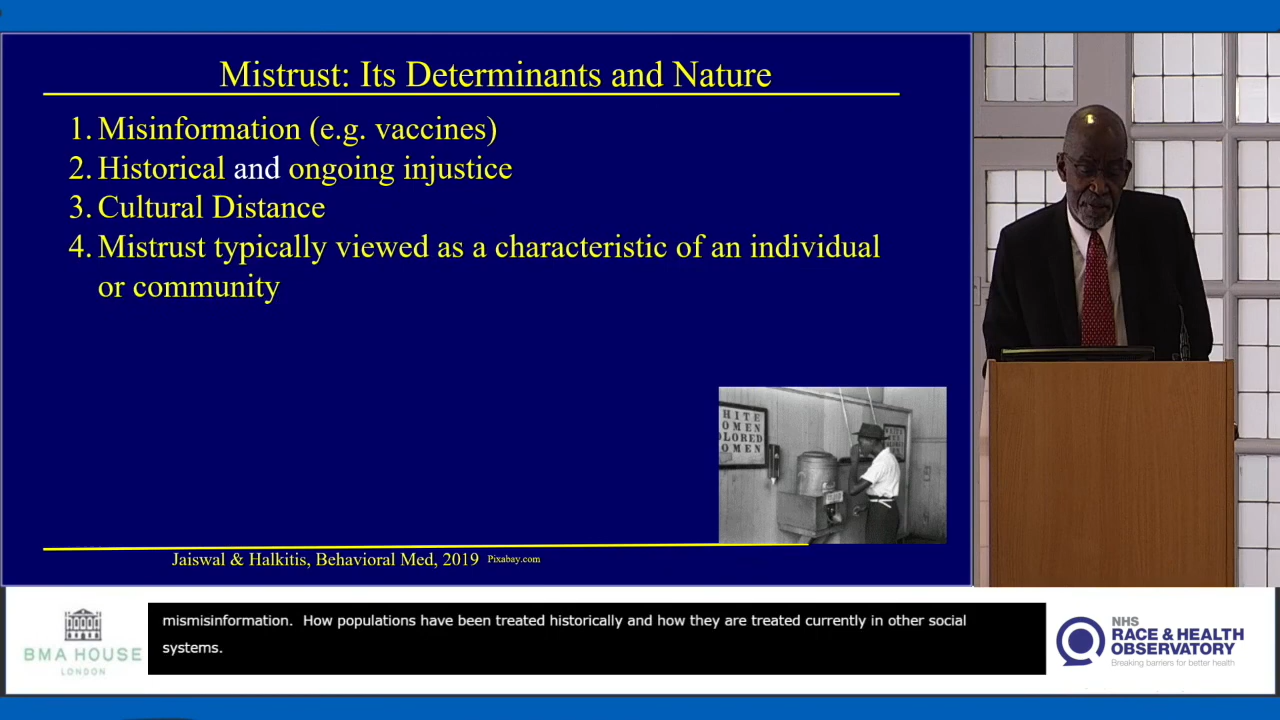 Mistrust: Its Determinants and Nature
1. Misinformation (e.g. vaccines)
2. Historical and ongoing injustice
3. Cultural Distance
4. Mistrust typically viewed as a characteristic of an individual
or community
HITE
OMEN
OLORED
OMEN
Jaiswal & Halkitis, Behavioral Med, 2019 Pixabay.com
BMA HOUSE
LONDON
mismisinformation. How populations have been treated historically and how they are treated currently in other social
systems.
NHS
RACE & HEALTH
OBSERVATORY
Breaking barriers for better health